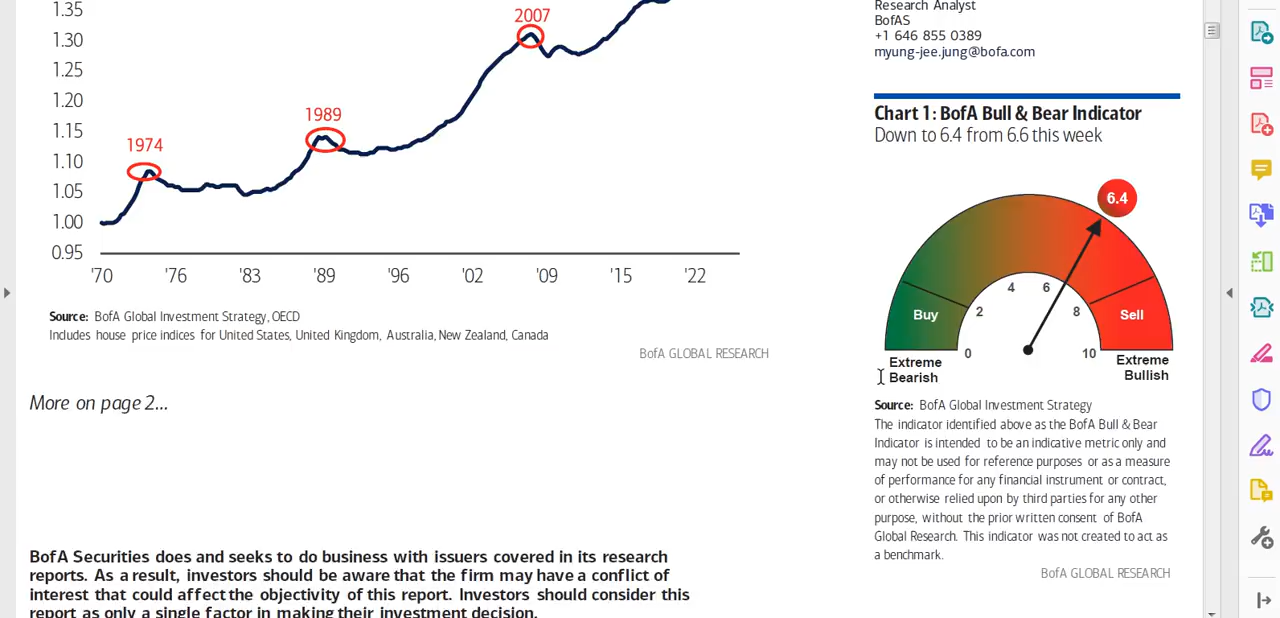 1.35
1.30
1.25
1.20
1.15
1.10
1.05
1.00
0.95
2007
1989
1974
'70 '76 '83 '89 '96 '02 '09 '15 '22
Source: BofA Global Investment Strategy, OECD
Includes house price indices for United States, United Kingdom, Australia, New Zealand, Canada
BofA GLOBAL RESEARCH
More on page 2...
BofA Securities does and seeks to do business with issuers covered in its research
reports. As a result, investors should be aware that the firm may have a conflict of
interest that could affect the objectivity of this report. Investors should consider this
report as only a single factor in making their investment decision.
Research Analyst
BofAS
+1 646 855 0389
myung-jee.jung@bofa.com
Chart 1: BofA Bull & Bear Indicator
Down to 6.4 from 6.6 this week
6.4
4 6
2 8
Buy Sell
0 10
Extreme
Bearish
Extreme
Bullish
Source: BofA Global Investment Strategy
The indicator identified above as the BofA Bull & Bear
Indicator is intended to be an indicative metric only and
may not be used for reference purposes or as a measure
of performance for any financial instrument or contract,
or otherwise relied upon by third parties for any other
purpose, without the prior written consent of BofA
Global Research. This indicator was not created to act as
a benchmark.
BofA GLOBAL RESEARCH